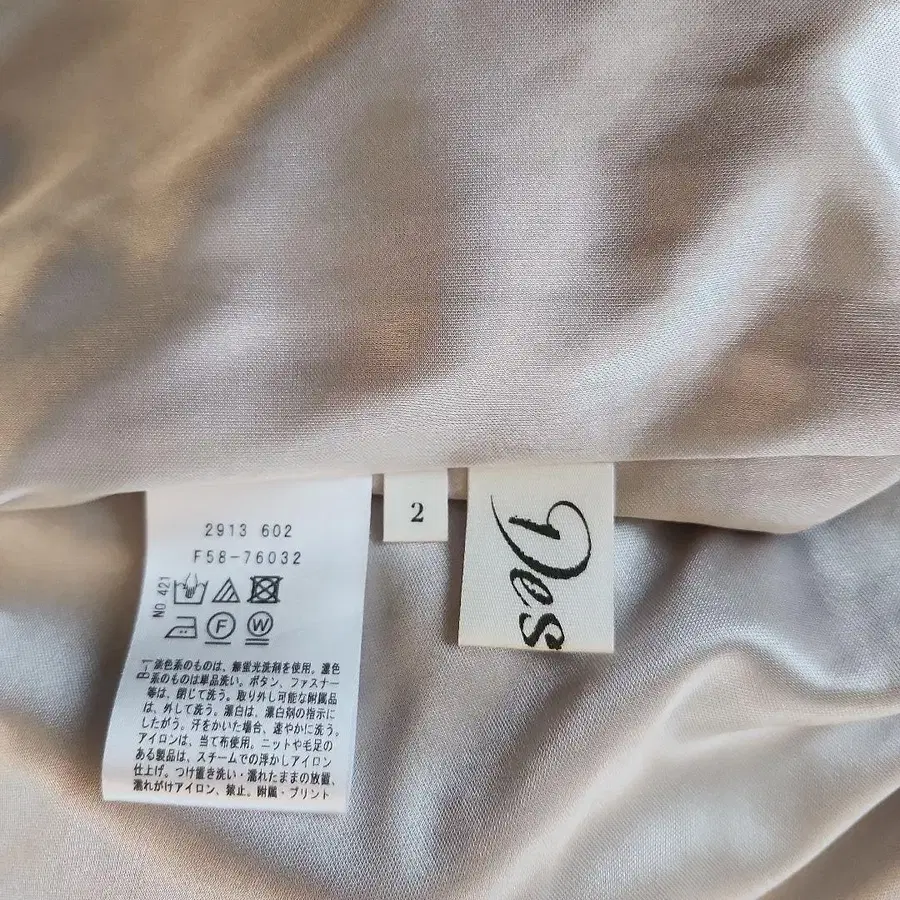 2913 602
F58-76032
NO 421
F
W
B-1
淡色系のものは、無蛍光洗剤を使用。濃色
系のものは単品洗い。ボタン、ファスナー
等は、閉じて洗う。取り外し可能な附属品
は、外して洗う。漂白は、漂白剤の指示に
したがう。汗をかいた場合、速やかに洗う。
アイロンは、当て布使用。ニットや毛足の
ある製品は、スチームでの浮かしアイロン
仕上げ。つけ置き洗い・濡れたままの放置、
濡れがけアイロン、禁止。附属・プリント
2
Des